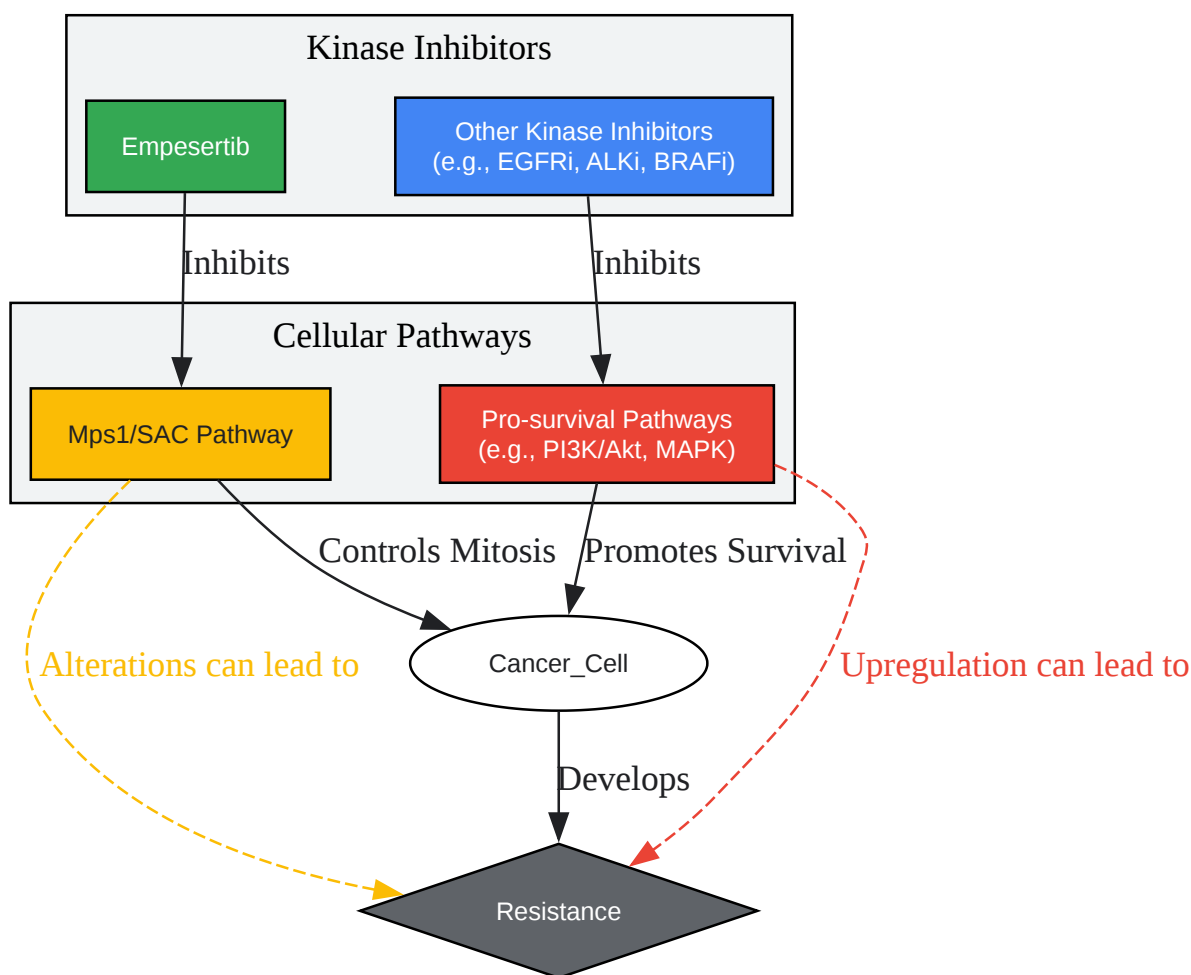 Kinase Inhibitors
Empesertib
Other Kinase Inhibitors
(e.g., EGFRi, ALKi, BRAFi)
Inhibits
Inhibits
Cellular Pathways
Mps1/SAC Pathway
Pro-survival Pathways
(e.g., PI3K/Akt, MAPK)
Controls Mitosis
Promotes Survival
Alterations can lead to
Cancer_Cell
Upregulation can lead to
Develops
Resistance